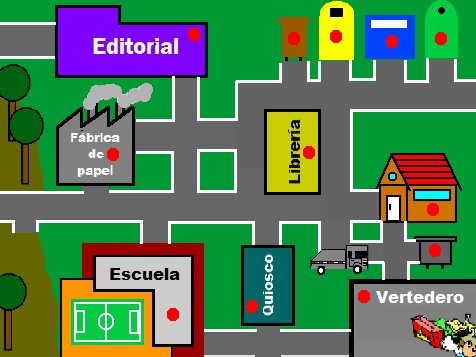 Editorial
Fábrica
de
papel
Librería
Escuela
Quiosco
Vertedero